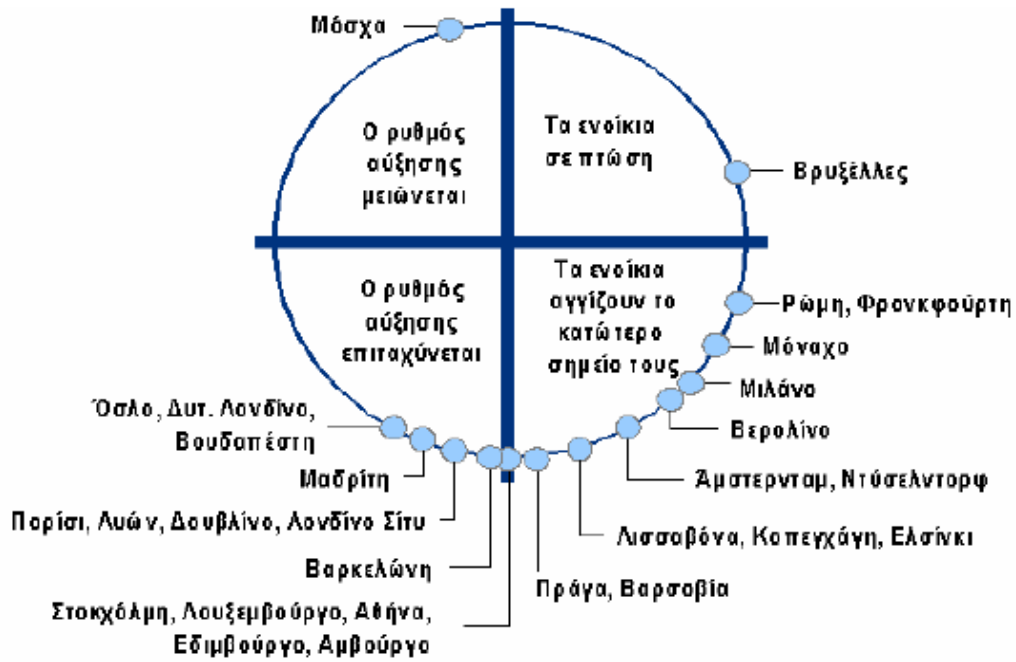 Μόσχα
Ο ρυθμός
αύξησης
μειώνεται
Τα ενοίκια
σε πτώση
Βρυξέλλες
Ο ρυθμός
αύξησης
επιταχύνεται
Τα ενοίκια
αγγίζουν το
κατώτερο
σημείο τους
Ρώμη, Φρανκφούρτη
Μόναχο
Μιλάνο
Βερολίνο
Άμστερνταμ, Ντύσελντορφ
Λισσαβόνα, Κοπεγχάγη, Ελσίνκι
Πράγα, Βαρσοβία
Όσλο, Δυτ. Λονδίνο,
Βουδαπέστη
Μαδρίτη
Παρίσι, Λυών, Δουβλίνο, Λονδίνο Σίτυ
Βαρκελώνη
Στοκχόλμη, Λουξεμβούργο, Αθήνα,
Εδιμβούργο, Αμβούργο